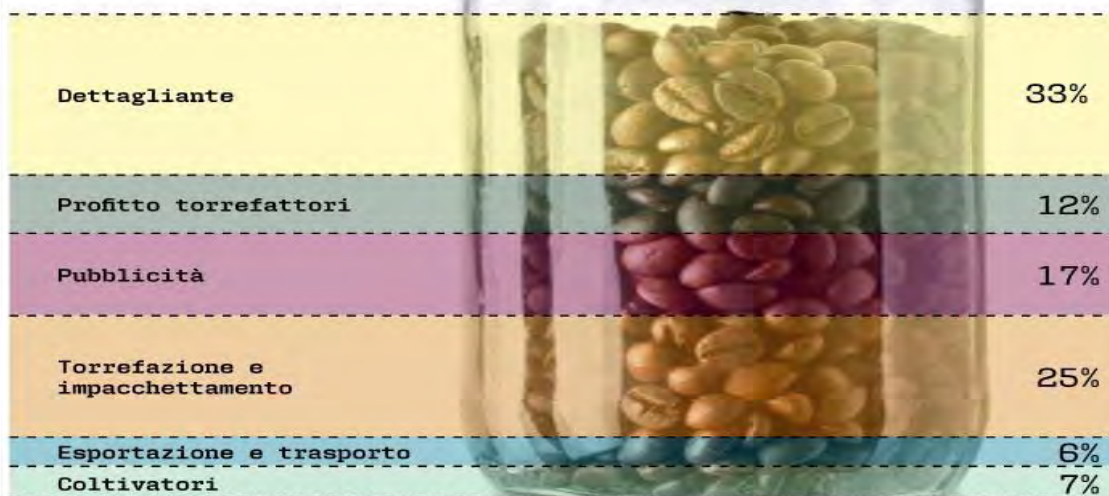 Dettagliante 33%
Profitto torrefattori 12%
Pubblicità 17%
Torrefazione e
impacchettamento 25%
Esportazione e trasporto 6%
Coltivatori 7%